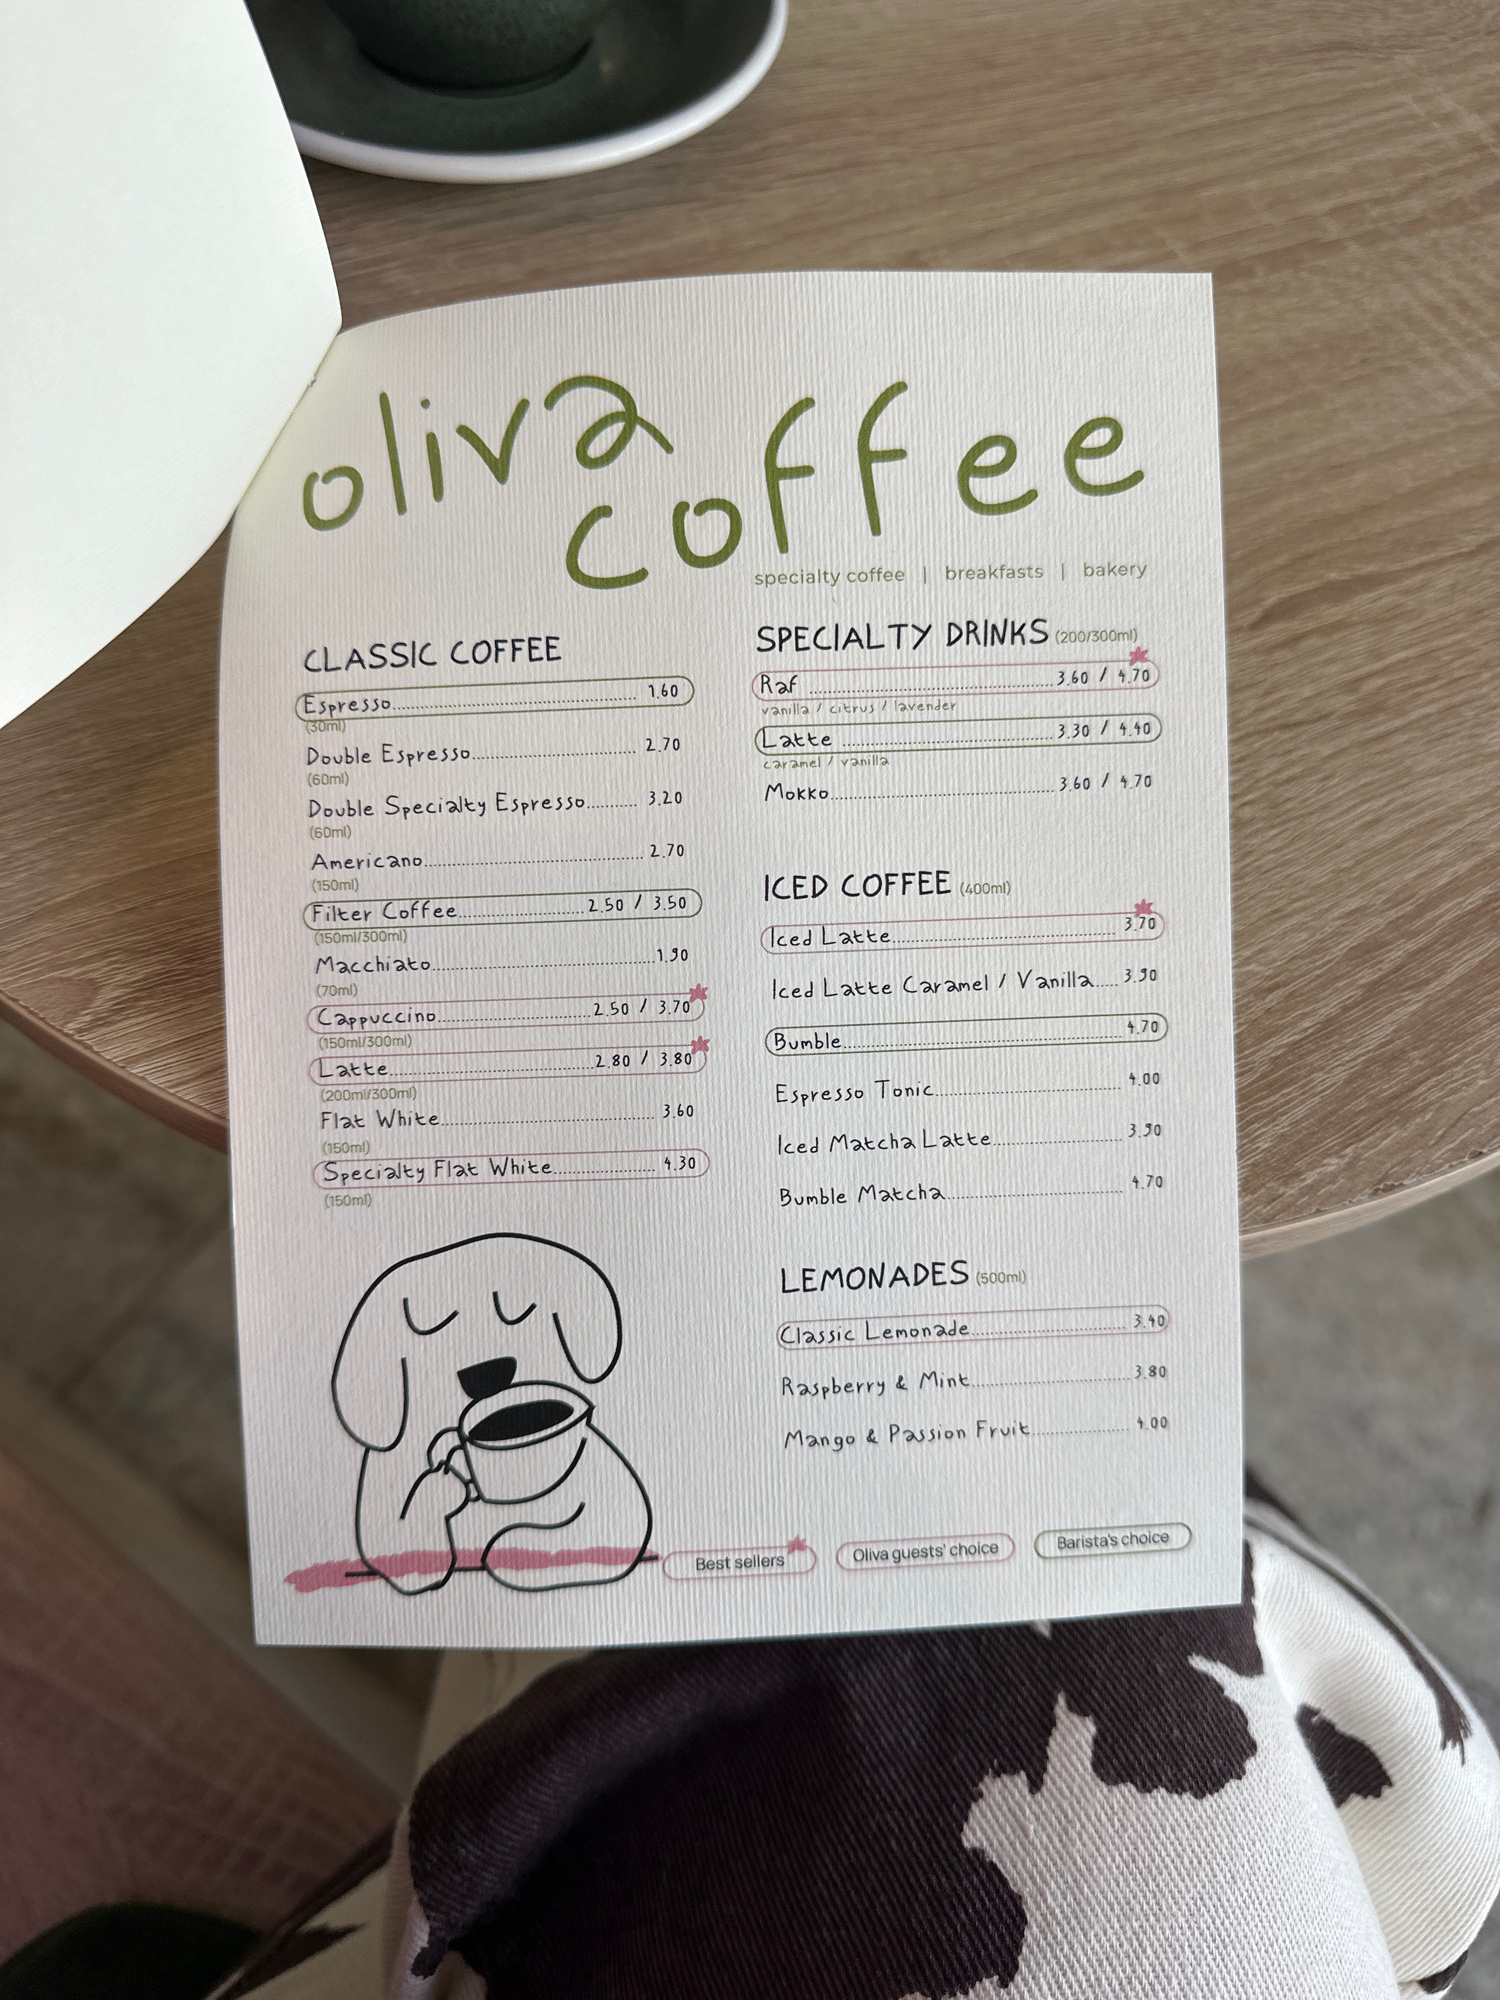 oliva
coffee
specialty coffee | breakfasts | bakery
CLASSIC COFFEE
Espresso 1.60
(30ml)
Double Espresso 2.70
(60ml)
Double Specialty Espresso 3.20
(60ml)
Americano 2.70
(150ml)
Filter Coffee 2.50 / 3.50
(150ml/300ml)
Macchiato 1.90
(70ml)
Cappuccino 2.50 / 3.70
(150ml/300ml)
Latte 2.80 / 3.80
(200ml/300ml)
Flat White 3.60
(150ml)
Specialty Flat White 4.30
(150ml)
SPECIALTY DRINKS (200/300ml)
Raf 3.60 / 4.70
vanilla / citrus / lavender
Latte 3.30 / 4.40
caramel / vanilla
Mokko 3.60 / 4.70
ICED COFFEE (400ml)
Iced Latte 3.70
Iced Latte Caramel / Vanilla 3.90
Bumble 4.70
Espresso Tonic 4.00
Iced Matcha Latte 3.90
Bumble Matcha 4.70
LEMONADES (500ml)
Classic Lemonade 3.40
Raspberry & Mint 3.80
Mango & Passion Fruit 4.00
Best sellers
Oliva guests' choice
Barista's choice